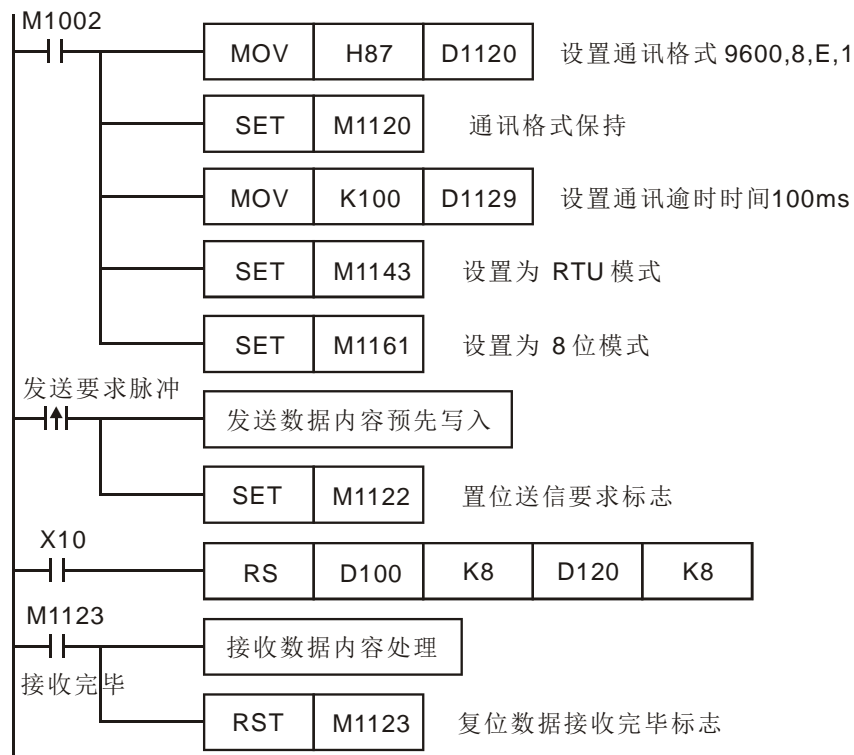 M1002
MOV H87 D1120 设置通讯格式 9600,8,E,1
SET M1120 通讯格式保持
MOV K100 D1129 设置通讯逾时时间100ms
SET M1143 设置为 RTU 模式
SET M1161 设置为 8位模式
发送要求脉冲
发送数据内容预先写入
SET M1122 置位送信要求标志
X10
RS D100 K8 D120 K8
M1123
接收数据内容处理
接收完毕
RST M1123 复位数据接收完毕标志